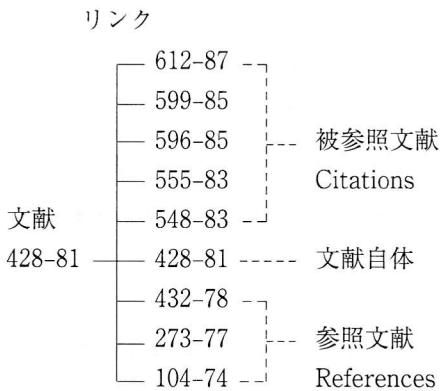 リンク
612-87
599-85
596-85
被参照文献
555-83
Citations
文献
548-83
428-81
428-81
文献自体
432-78
273-77
参照文献
104-74
References